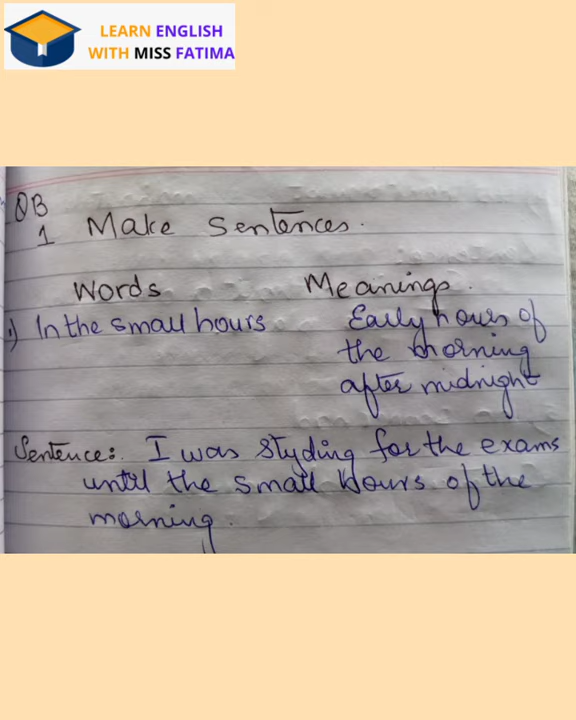 LEARN ENGLISH
WITH MISS FATIMA
QB
1 Make Sentences.
Words Meanings.
1) In the small hours Early hours of
the morning
after midnight
Sentence:. I was Styding for the exams
until the small hours of the
morning.